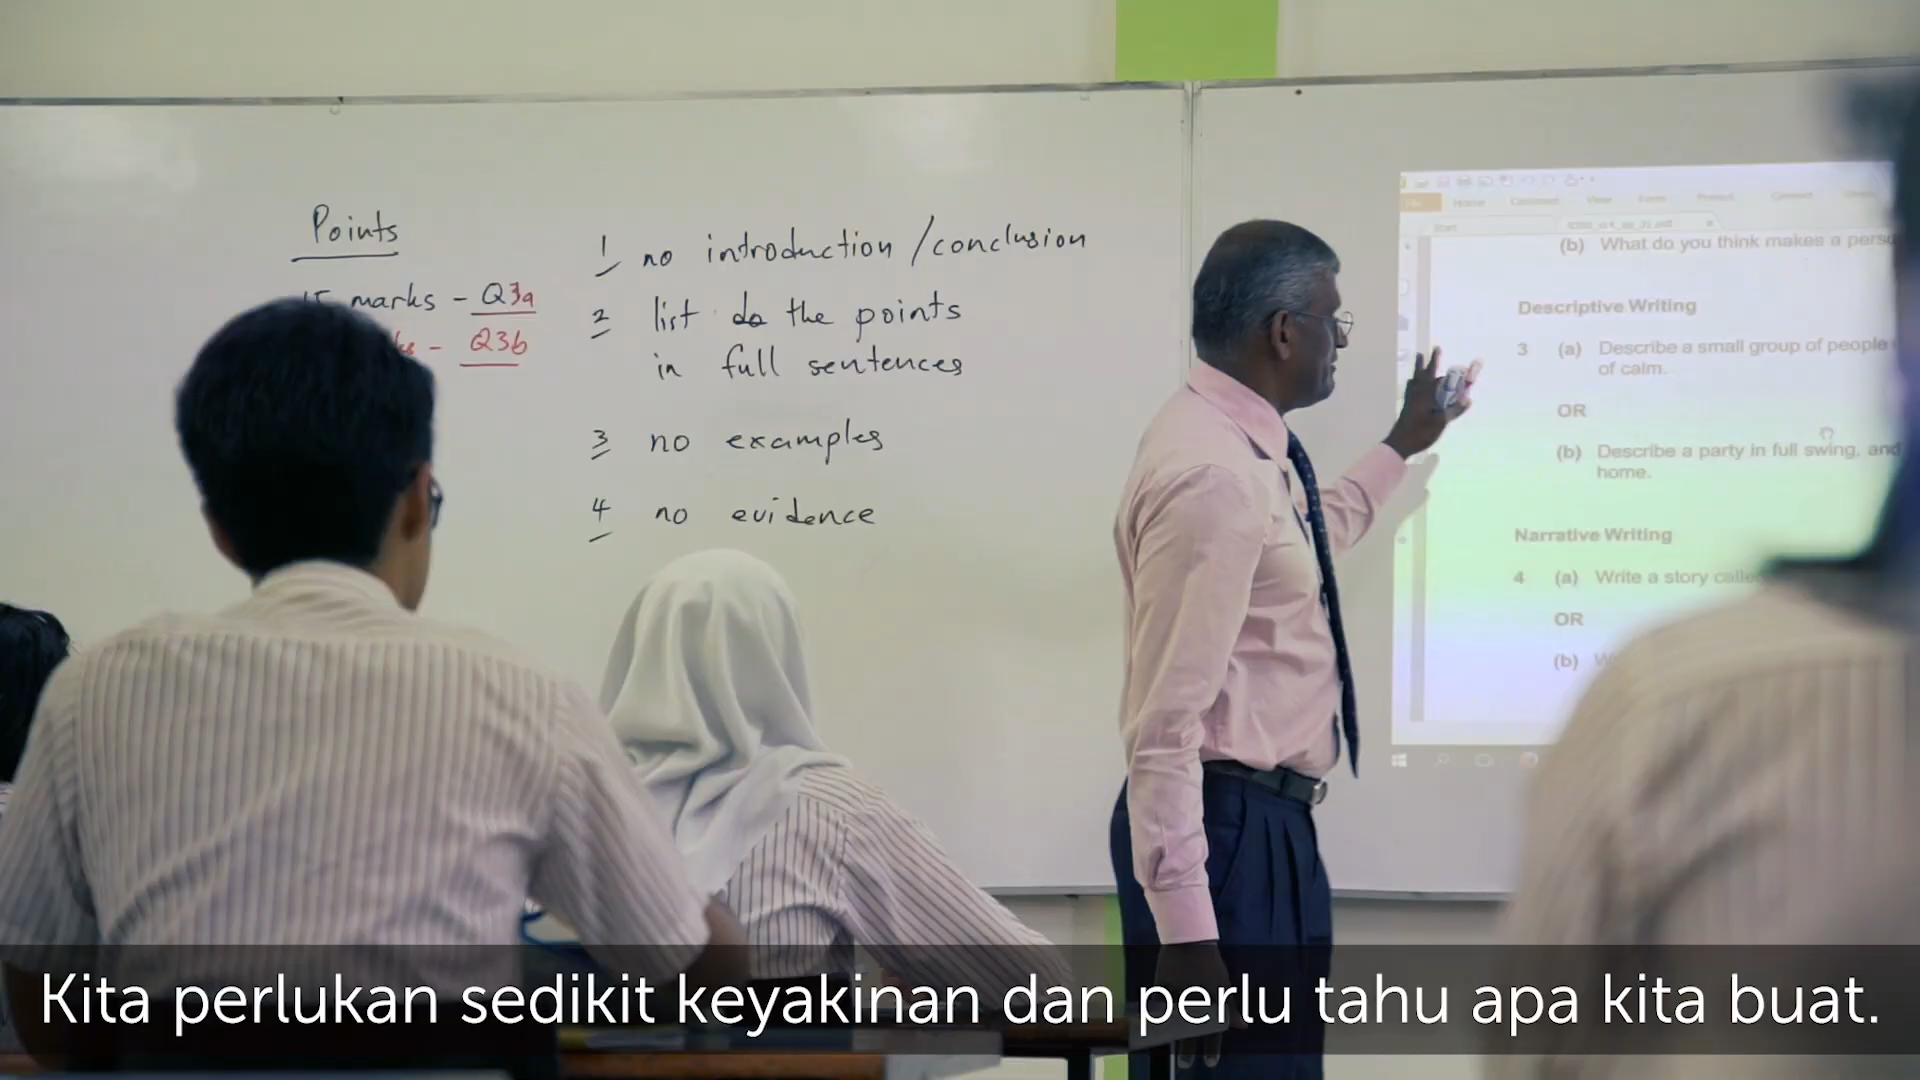 Points
marks - Q3a
- Q3b
1 no introduction / conclusion
2 list do the points
in full sentences
3 no examples
4 no evidence
(b) What do you think makes a
Descriptive Writing
3 (a) Describe a small group of people
of calm.
OR
(b) Describe a party in full swing, and
home.
Narrative Writing
4 (a) Write a story
OR
(b)
Kita perlukan sedikit keyakinan dan perlu tahu apa kita buat.